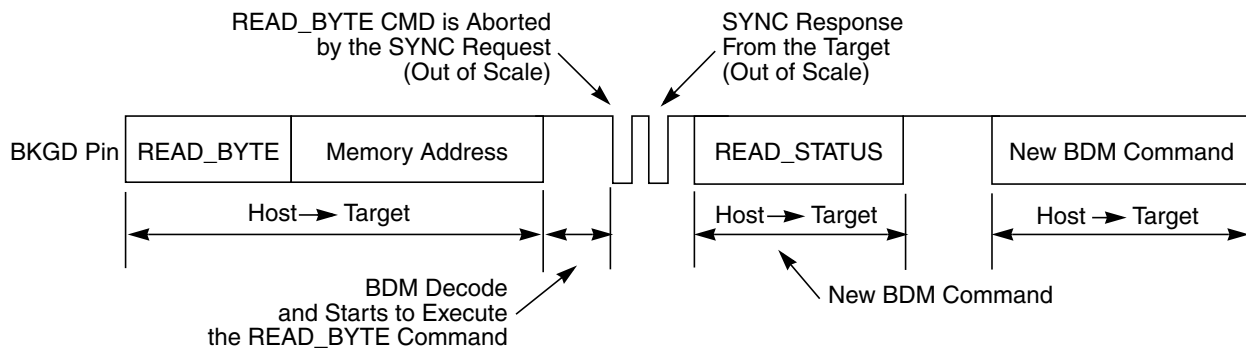 READ_BYTE CMD is Aborted
by the SYNC Request
(Out of Scale)
SYNC Response
From the Target
(Out of Scale)
BKGD Pin
READ_BYTE
Memory Address
READ_STATUS
New BDM Command
Host → Target
Host → Target
Host → Target
BDM Decode
and Starts to Execute
the READ_BYTE Command
New BDM Command